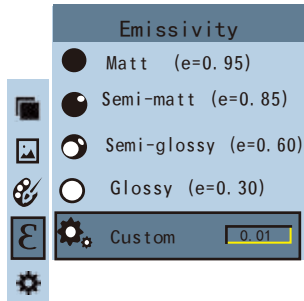 Emissivity
Matt (e=0.95)
Semi-matt (e=0.85)
Semi-glossy (e=0.60)
Glossy (e=0.30)
ε
Custom 0.01